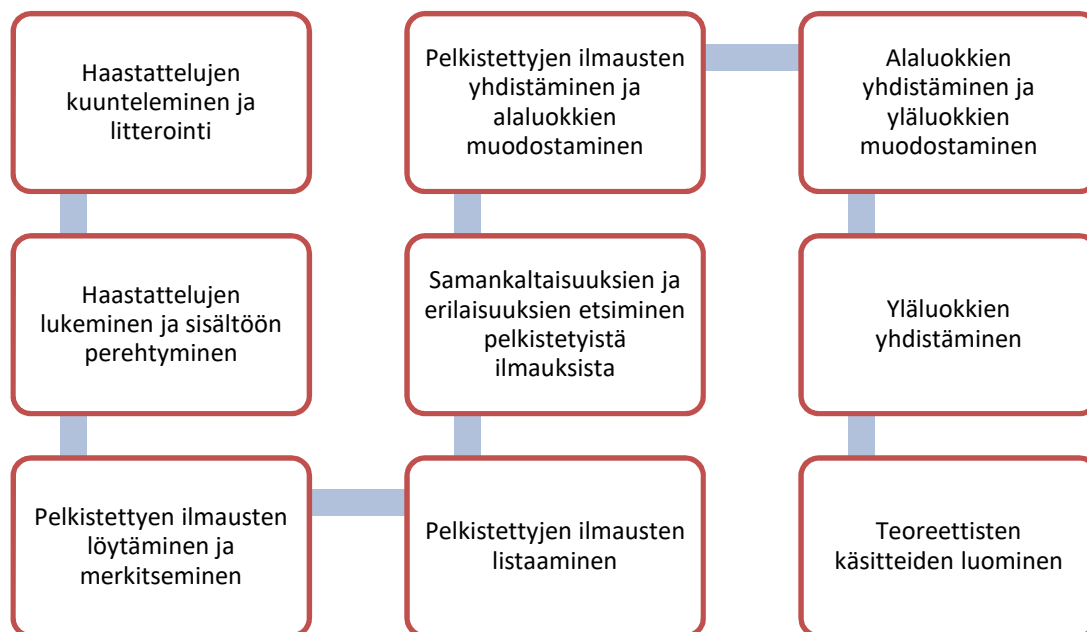 Haastattelujen
kuunteleminen ja
litterointi
Haastattelujen
lukeminen ja sisältöön
perehtyminen
Pelkistettyen ilmausten
löytäminen ja
merkitseminen
Pelkistettyjen ilmausten
listaaminen
Samankaltaisuuksien ja
erilaisuuksien etsiminen
pelkistetyistä
ilmauksista
Pelkistettyjen ilmausten
yhdistäminen ja
alaluokkien
muodostaminen
Alaluokkien
yhdistäminen ja
yläluokkien
muodostaminen
Yläluokkien
yhdistäminen
Teoreettisten
käsitteiden luominen